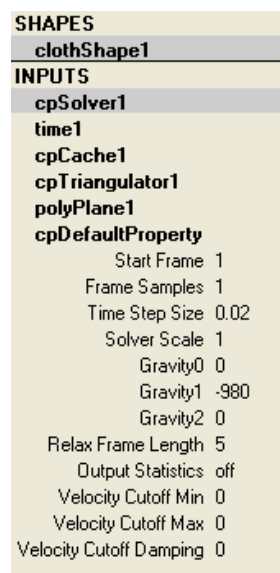 SHAPES
clothShape1
INPUTS
cpSolver1
time1
cpCache1
cpTriangulator1
polyPlane1
cpDefaultProperty
Start Frame 1
Frame Samples 1
Time Step Size 0.02
Solver Scale 1
Gravity0 0
Gravity1 -980
Gravity2 0
Relax Frame Length 5
Output Statistics off
Velocity Cutoff Min 0
Velocity Cutoff Max 0
Velocity Cutoff Damping 0